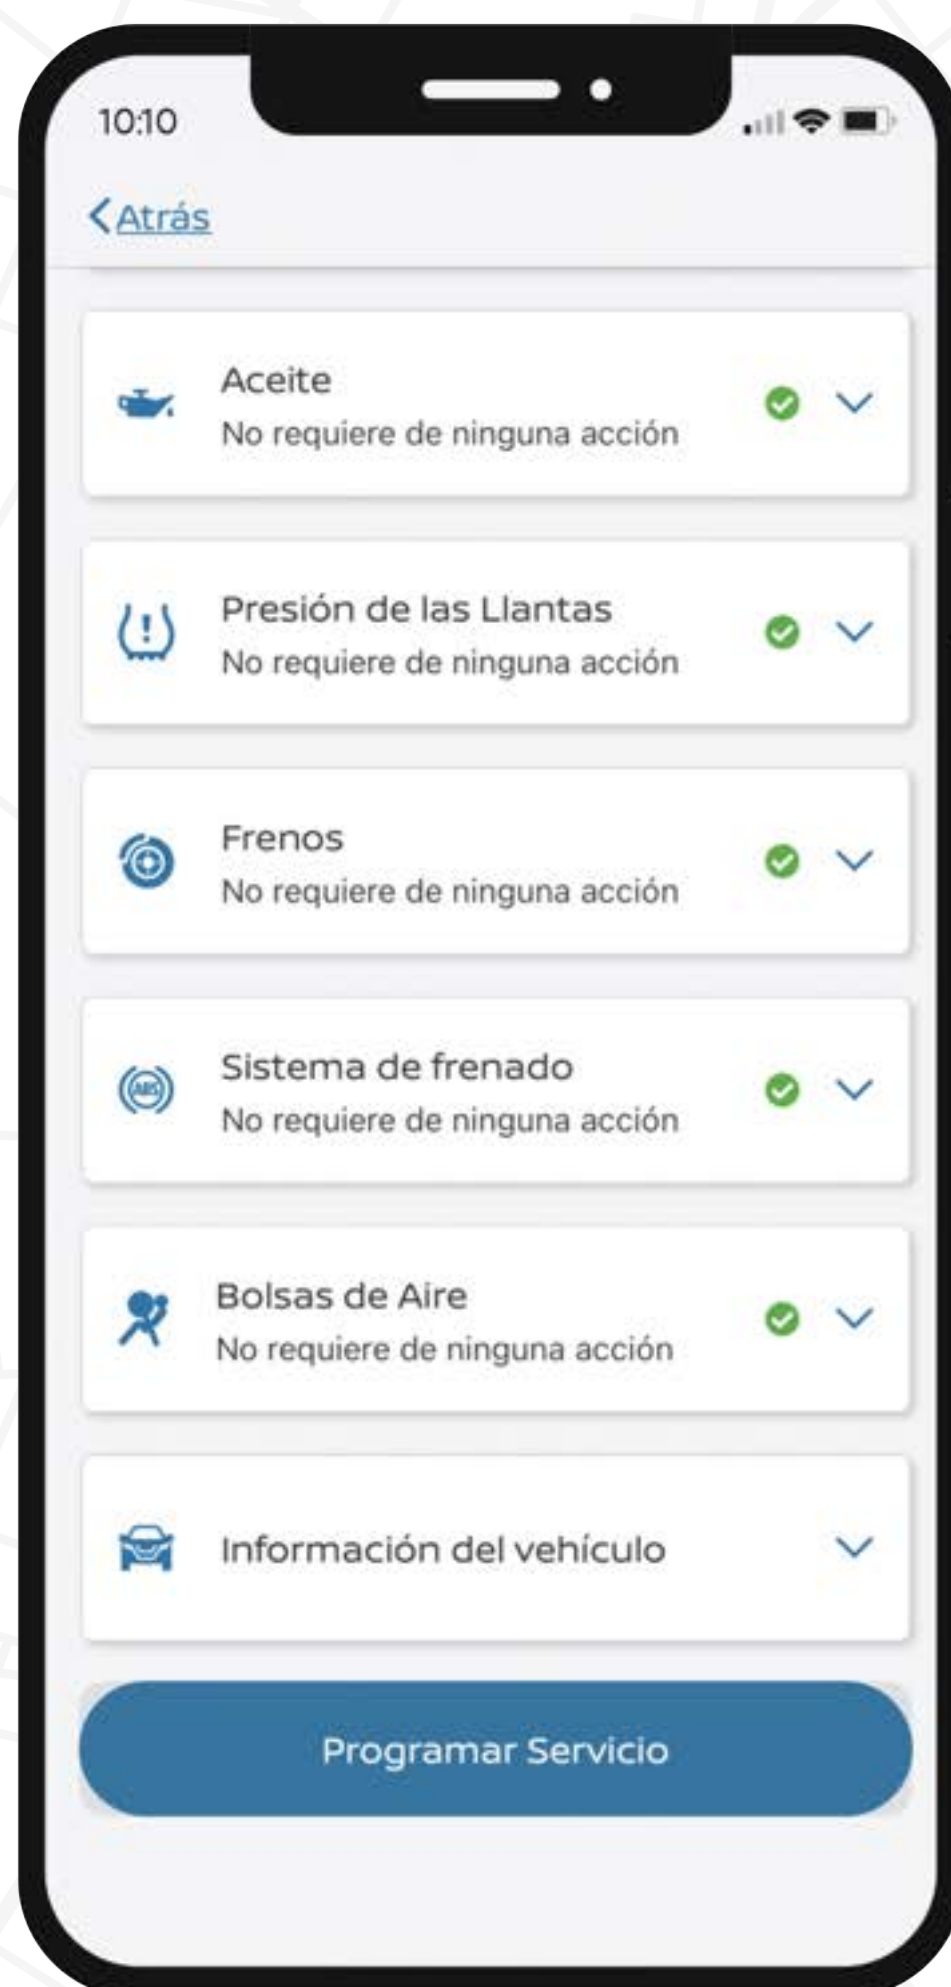 10:10
Atrás
Aceite
No requiere de ninguna acción
Presión de las Llantas
No requiere de ninguna acción
Frenos
No requiere de ninguna acción
Sistema de frenado
No requiere de ninguna acción
ABS
Bolsas de Aire
No requiere de ninguna acción
Información del vehículo
Programar Servicio